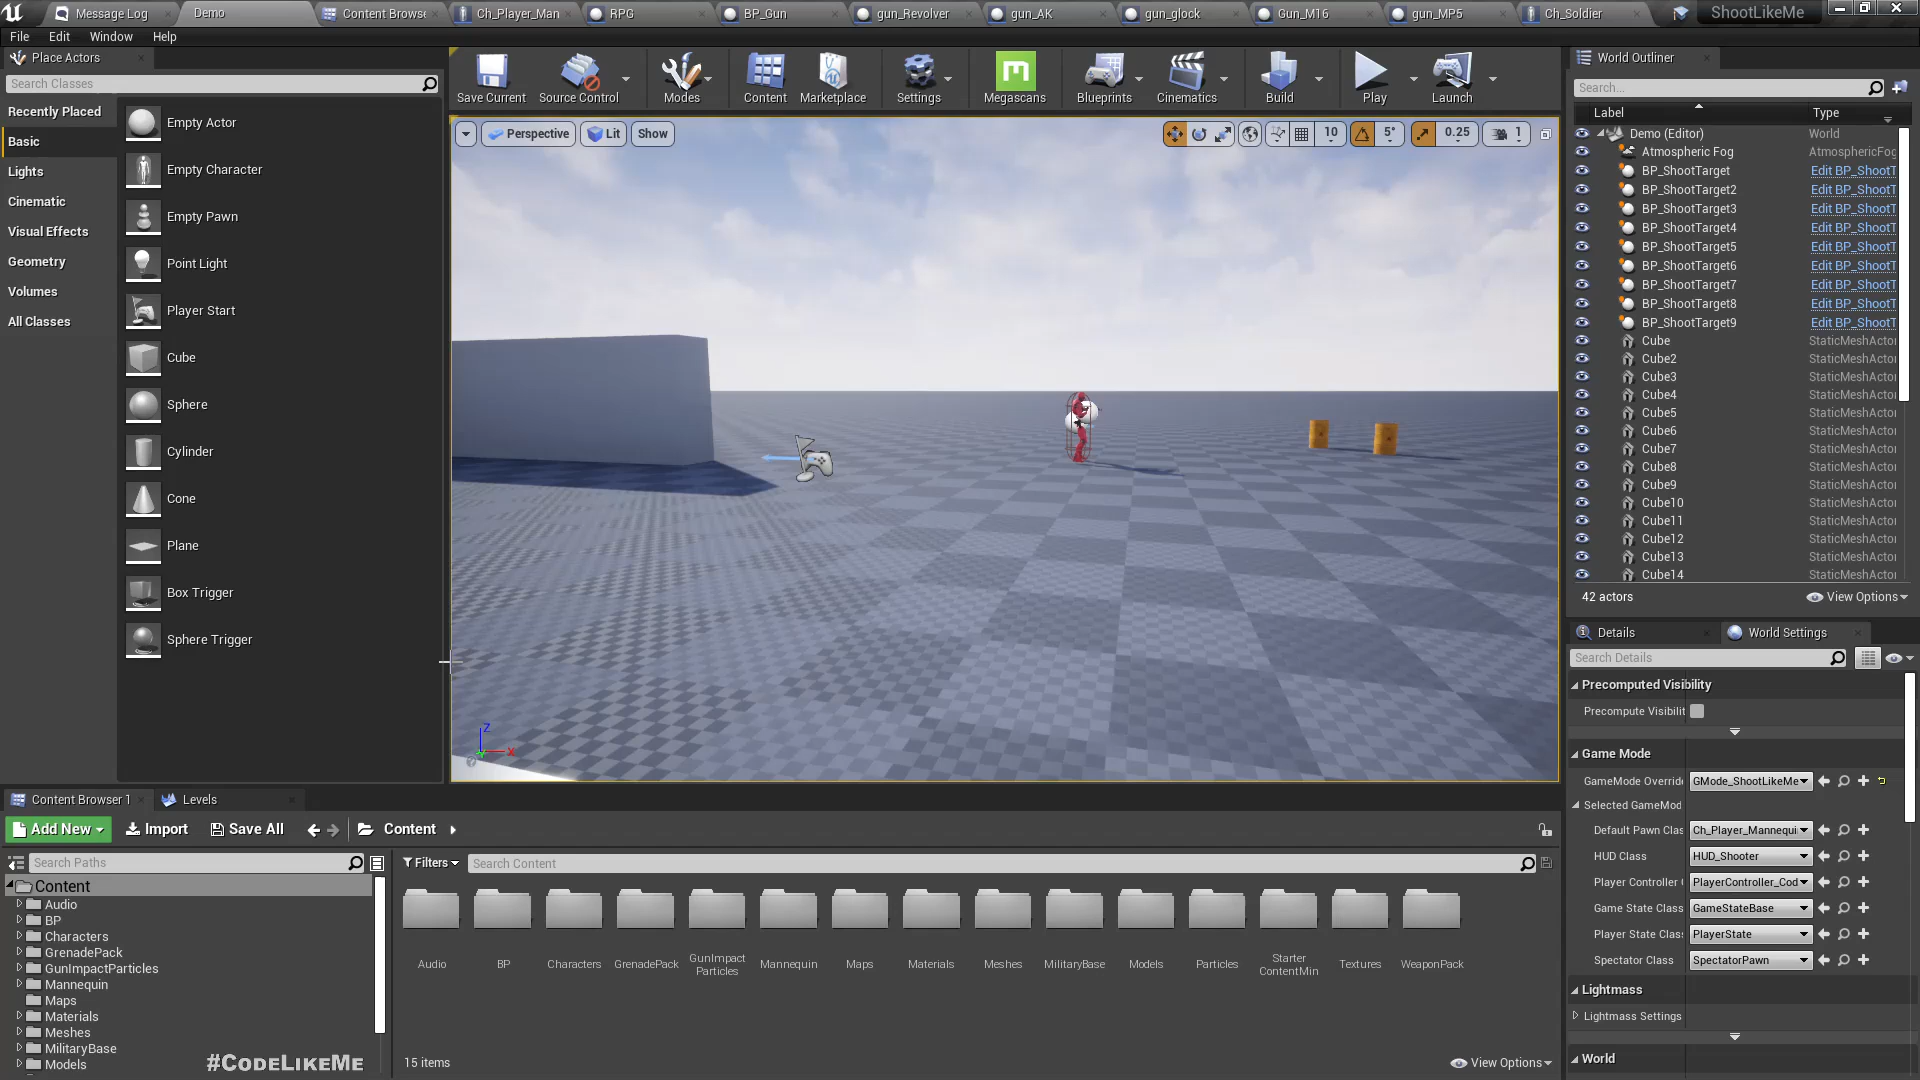 Message Log
Demo
Content Browse
Ch_Player_Man
RPG
BP_Gun
gun_Revolver
gun_AK
gun_glock
Gun_M16
gun_MP5
Ch_Soldier
ShootLikeMe
File
Edit
Window
Help
Place Actors
Search Classes
Recently Placed
Basic
Lights
Cinematic
Visual Effects
Geometry
Volumes
All Classes
Empty Actor
Empty Character
Empty Pawn
Point Light
Player Start
Cube
Sphere
Cylinder
Cone
Plane
Box Trigger
Sphere Trigger
Save Current
Source Control
Modes
Content
Marketplace
Settings
Megascans
Blueprints
Cinematics
Build
Play
Launch
Perspective
Lit
Show
10
5°
0.25
1
Z
X
World Outliner
Search...
Label
Type
Demo (Editor)
World
Atmospheric Fog
AtmosphericFog
BP_ShootTarget
Edit BP_ShootT
BP_ShootTarget2
Edit BP_ShootT
BP_ShootTarget3
Edit BP_ShootT
BP_ShootTarget4
Edit BP_ShootT
BP_ShootTarget5
Edit BP_ShootT
BP_ShootTarget6
Edit BP_ShootT
BP_ShootTarget7
Edit BP_ShootT
BP_ShootTarget8
Edit BP_ShootT
BP_ShootTarget9
Edit BP_ShootT
Cube
StaticMeshActor
Cube2
StaticMeshActor
Cube3
StaticMeshActor
Cube4
StaticMeshActor
Cube5
StaticMeshActor
Cube6
StaticMeshActor
Cube7
StaticMeshActor
Cube8
StaticMeshActor
Cube9
StaticMeshActor
Cube10
StaticMeshActor
Cube11
StaticMeshActor
Cube12
StaticMeshActor
Cube13
StaticMeshActor
Cube14
StaticMeshActor
42 actors
View Options
Details
World Settings
Search Details
Precomputed Visibility
Precompute Visibilit
Game Mode
GameMode Overrid
GMode_ShootLikeMe
Selected GameMod
Default Pawn Clas
Ch_Player_Mannequi
HUD Class
HUD_Shooter
Player Controller
PlayerController_Cod
Game State Class
GameStateBase
Player State Clas
PlayerState
Spectator Class
SpectatorPawn
Lightmass
Lightmass Settings
World
Content Browser 1
Levels
Add New
Import
Save All
Content
Search Paths
Filters
Search Content
Content
Audio
BP
Characters
GrenadePack
GunImpactParticles
Mannequin
Maps
Materials
Meshes
MilitaryBase
Models
Audio
BP
Characters
GrenadePack
GunImpact
Particles
Mannequin
Maps
Materials
Meshes
MilitaryBase
Models
Particles
Starter
ContentMin
Textures
WeaponPack
15 items
View Options
#CODELIKEME